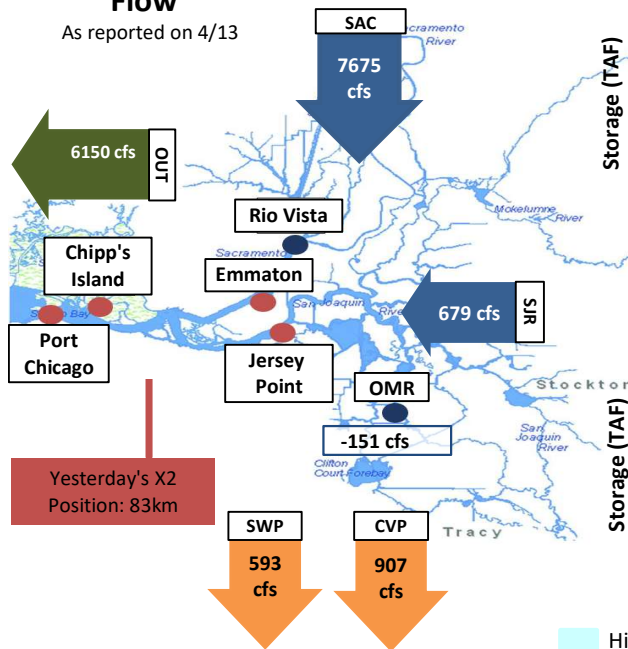 Flow
As reported on 4/13
SAC
Sacramento
River
7675
cfs
Storage (TAF)
6150 cfs
OUT
Mokelumne
River
Rio Vista
Sacramento
Chipp's
Island
Emmaton
San Joaquin
River
679 cfs
SJR
Port
Chicago
Jersey
Point
OMR
Stockton
-151 cfs
San
Joaquin
River
Storage (TAF)
Clifton
Court Forebay
Yesterday's X2
Position: 83km
SWP
CVP
Tracy
593
cfs
907
cfs
Hi